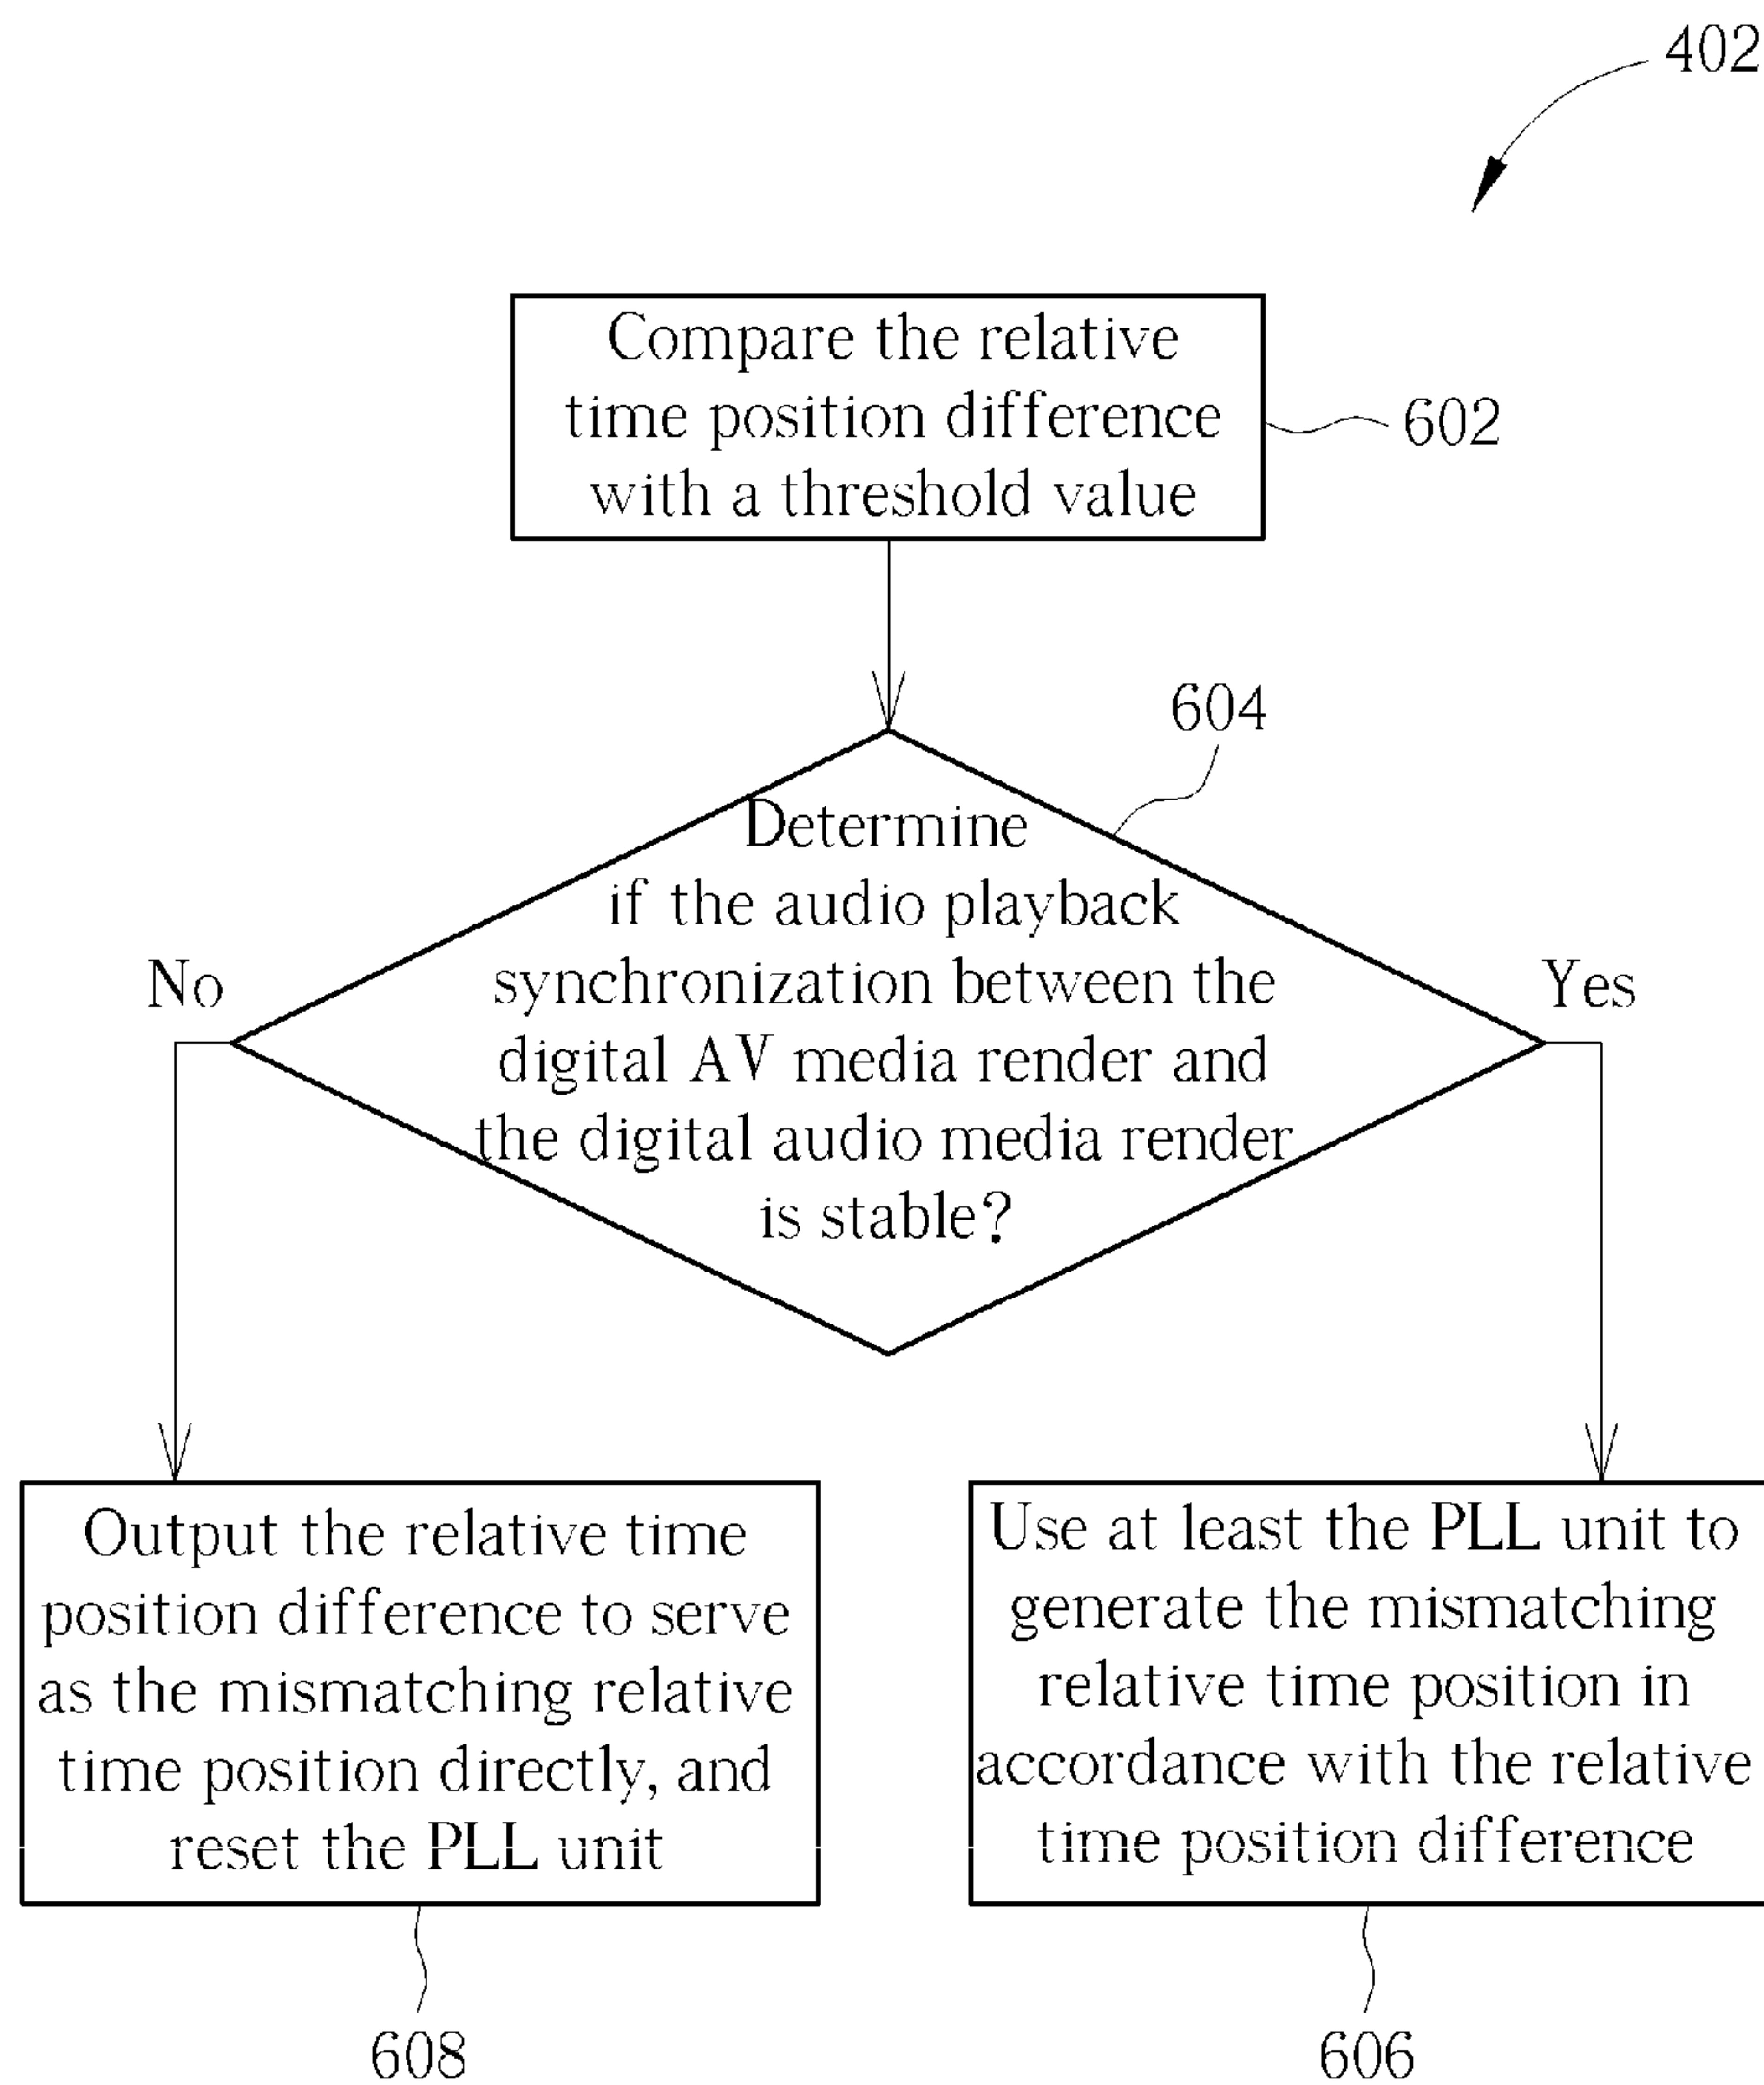 402
Compare the relative
time position difference
with a threshold value
602
604
Determine
if the audio playback
synchronization between the
digital AV media render and
the digital audio media render
is stable?
No
Yes
Output the relative time
position difference to serve
as the mismatching relative
time position directly, and
reset the PLL unit
Use at least the PLL unit to
generate the mismatching
relative time position in
accordance with the relative
time position difference
608
606